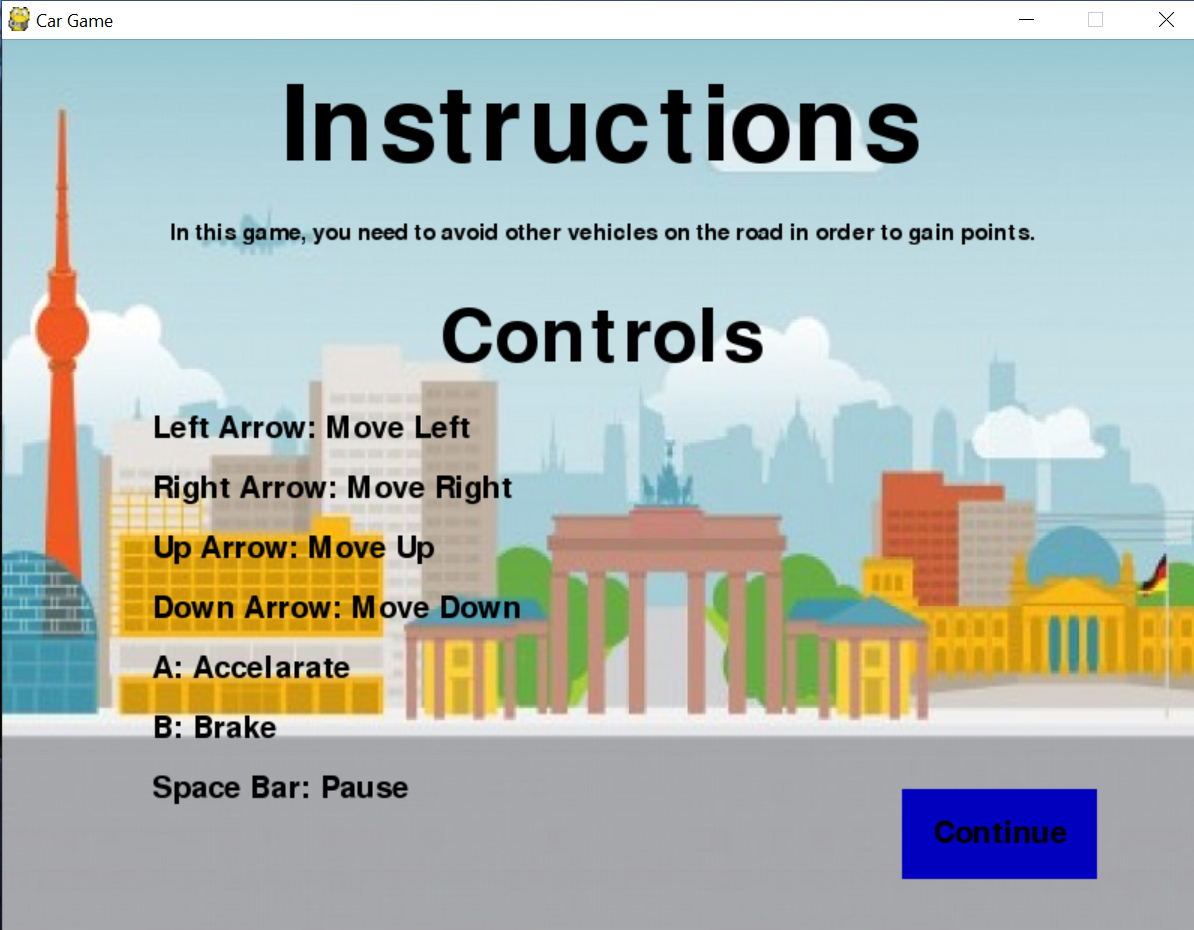 Car Game
Instructions
In this game, you need to avoid other vehicles on the road in order to gain points.
Controls
Left Arrow: Move Left
Right Arrow: Move Right
Up Arrow: Move Up
Down Arrow: Move Down
A: Accelarate
B: Brake
Space Bar: Pause
Continue